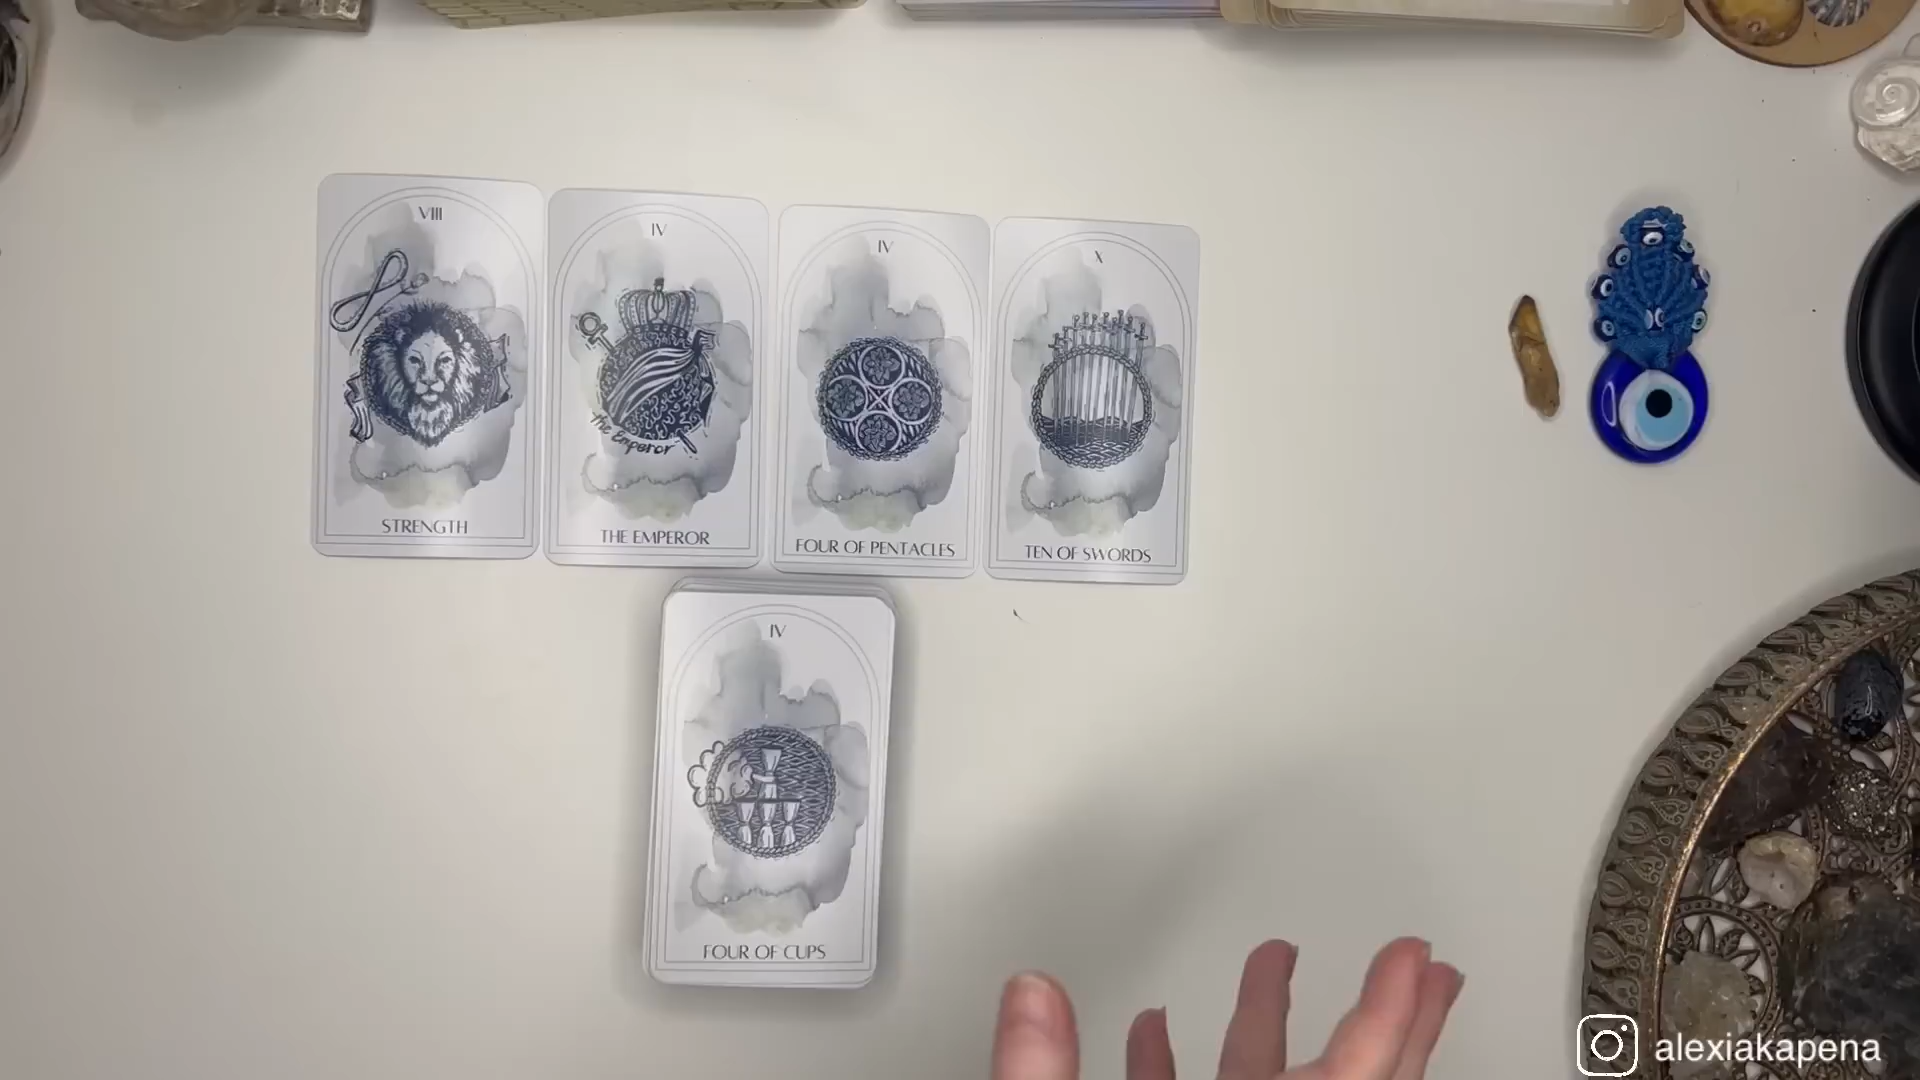 VIII
STRENGTH
IV
the Emperor
THE EMPEROR
IV
FOUR OF PENTACLES
X
TEN OF SWORDS
IV
FOUR OF CUPS
alexiakapena